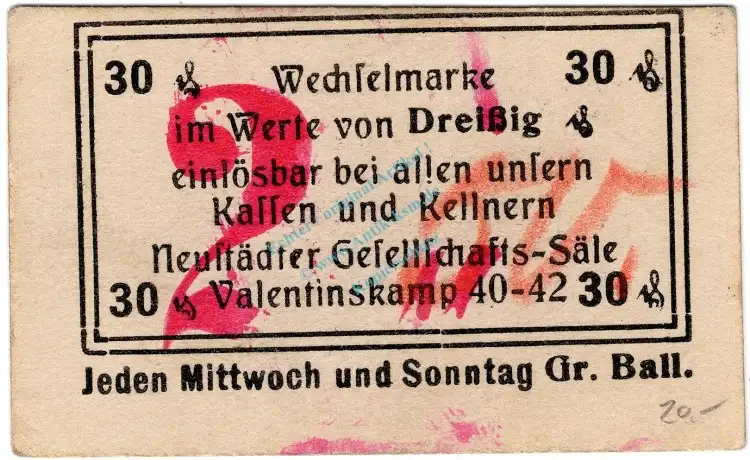 30 ₰ Wechſelmarke 30 ₰
im Werte von Dreißig ₰
einlösbar bei allen unſern
Kaſſen und Kellnern
Neuſtädter Geſellſchafts-Säle
30 ₰ Valentinskamp 40-42 30 ₰
Jeden Mittwoch und Sonntag Gr. Ball.
20,-